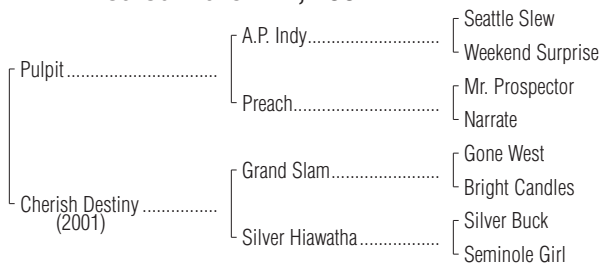 A.P. Indy
Seattle Slew
Weekend Surprise
Pulpit
Preach
Mr. Prospector
Narrate
Grand Slam
Gone West
Bright Candles
Cherish Destiny
(2001)
Silver Hiawatha
Silver Buck
Seminole Girl